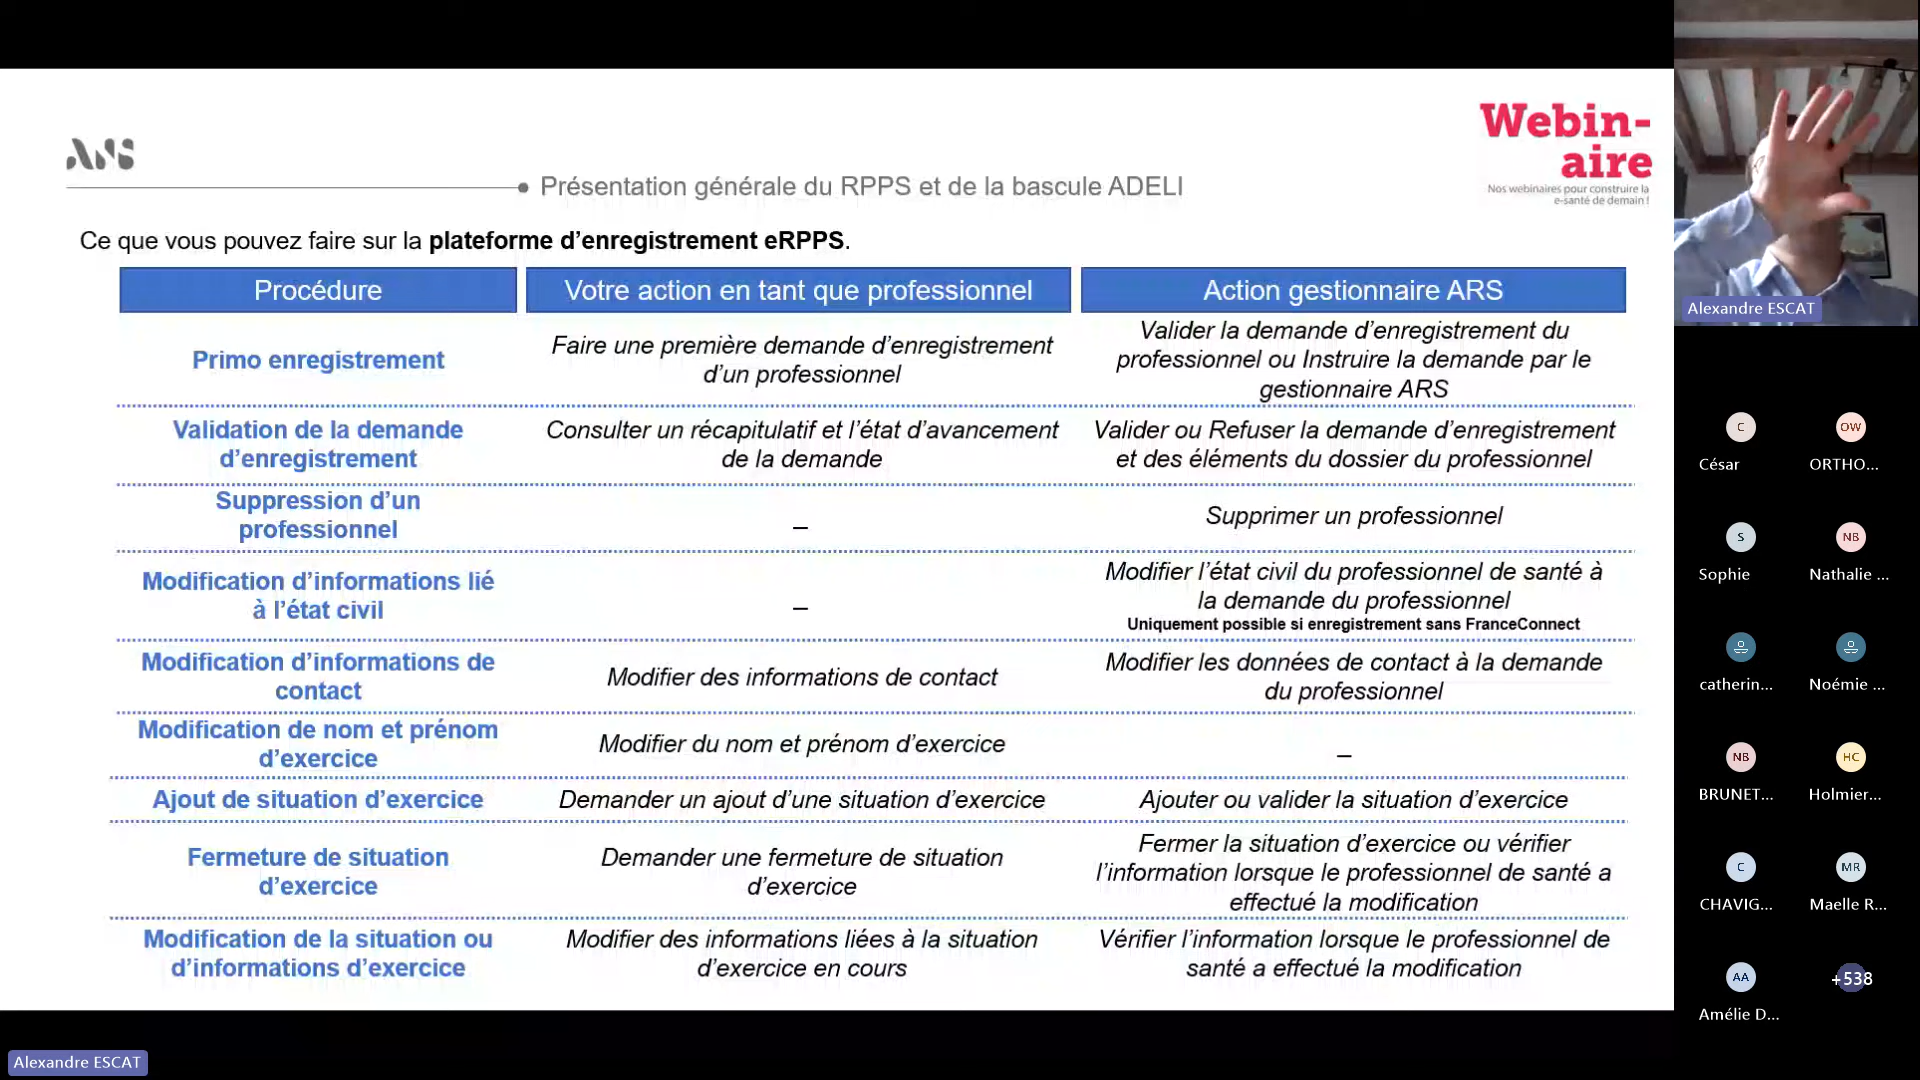 Webin-
aire
Nos webinaires pour construire la
e-santé de demain !
ANS
Présentation générale du RPPS et de la bascule ADELI
Ce que vous pouvez faire sur la plateforme d’enregistrement eRPPS.
Procédure
Votre action en tant que professionnel
Action gestionnaire ARS
Primo enregistrement
Faire une première demande d’enregistrement
d’un professionnel
Valider la demande d’enregistrement du
professionnel ou Instruire la demande par le
gestionnaire ARS
Validation de la demande
d’enregistrement
Consulter un récapitulatif et l’état d’avancement
de la demande
Valider ou Refuser la demande d’enregistrement
et des éléments du dossier du professionnel
Suppression d’un
professionnel
–
Supprimer un professionnel
Modification d’informations lié
à l’état civil
–
Modifier l’état civil du professionnel de santé à
la demande du professionnel
Uniquement possible si enregistrement sans FranceConnect
Modification d’informations de
contact
Modifier des informations de contact
Modifier les données de contact à la demande
du professionnel
Modification de nom et prénom
d’exercice
Modifier du nom et prénom d’exercice
–
Ajout de situation d’exercice
Demander un ajout d’une situation d’exercice
Ajouter ou valider la situation d’exercice
Fermeture de situation
d’exercice
Demander une fermeture de situation
d’exercice
Fermer la situation d’exercice ou vérifier
l’information lorsque le professionnel de santé a
effectué la modification
Modification de la situation ou
d’informations d’exercice
Modifier des informations liées à la situation
d’exercice en cours
Vérifier l’information lorsque le professionnel de
santé a effectué la modification
Alexandre ESCAT
C
César
OW
ORTHO...
S
Sophie
NB
Nathalie ...
catherin...
Noémie ...
NB
BRUNET...
HC
Holmier...
C
CHAVIG...
MR
Maelle R...
AA
Amélie D...
+538
Alexandre ESCAT